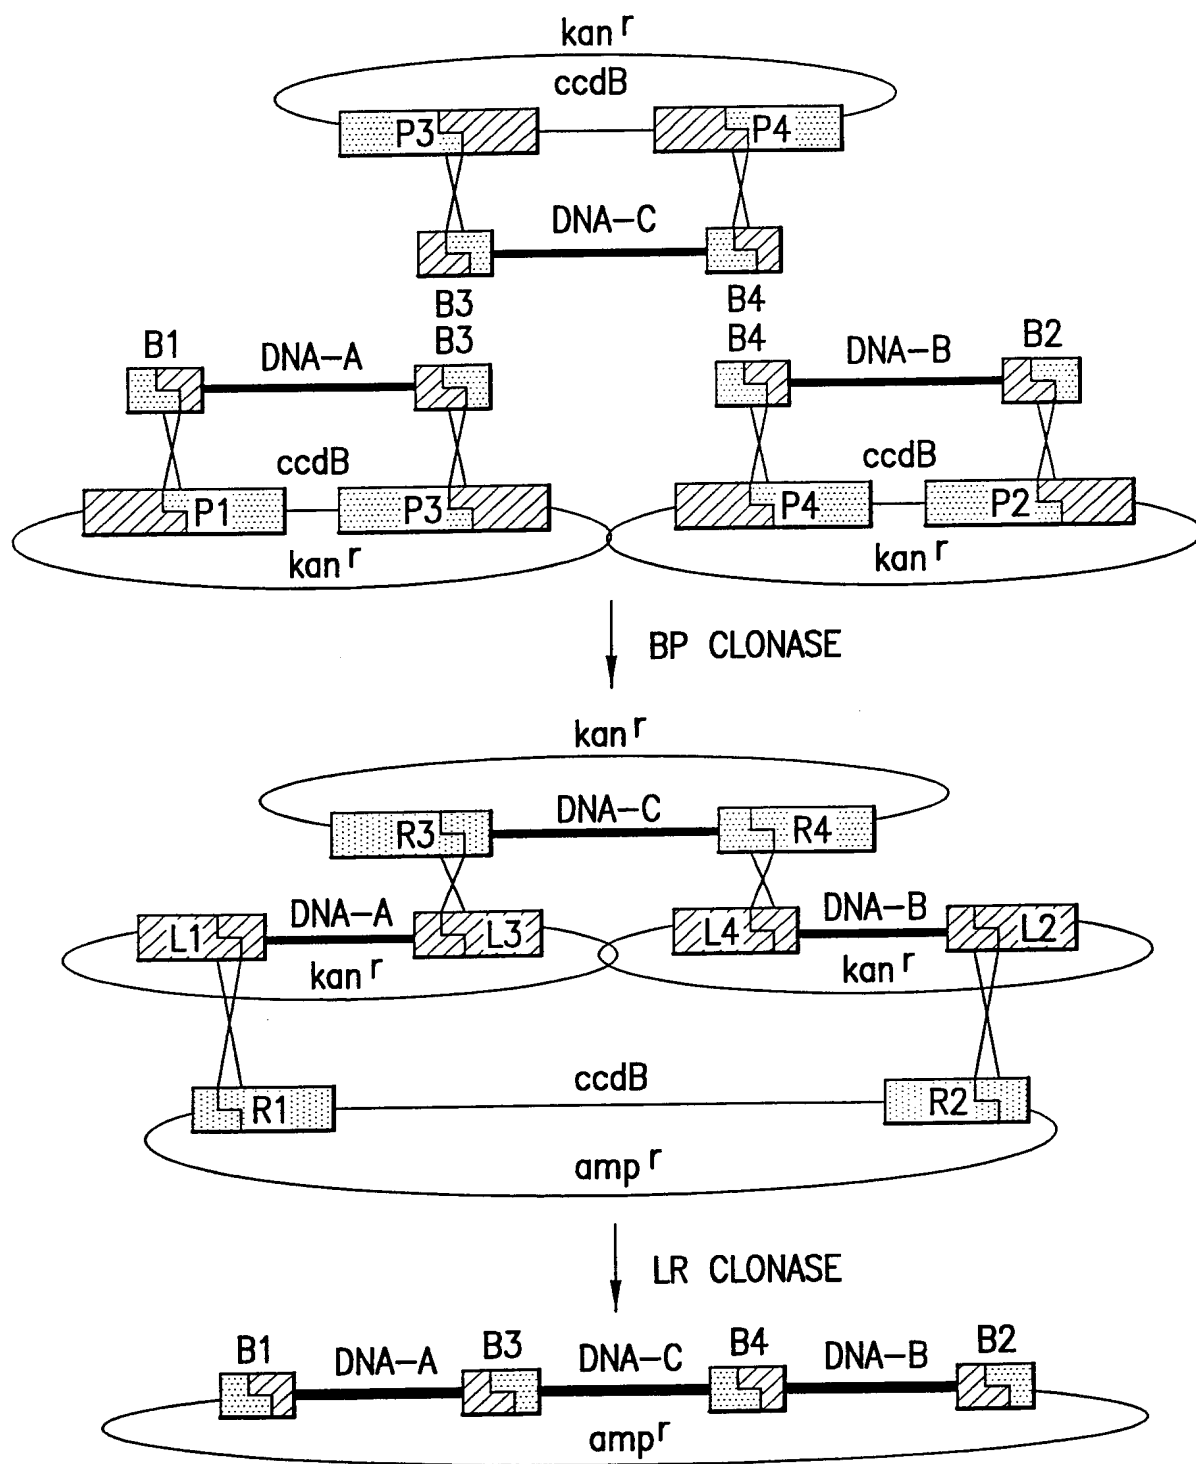 kan r
ccdB
P3 P4
DNA-C
B3 B4
B1 DNA-A B3 B4 DNA-B B2
ccdB ccdB
P1 P3 P4 P2
kan r kan r
BP CLONASE
kan r
R3 DNA-C R4
L1 DNA-A L3 L4 DNA-B L2
kan r kan r
ccdB
R1 R2
amp r
LR CLONASE
B1 DNA-A B3 DNA-C B4 DNA-B B2
amp r